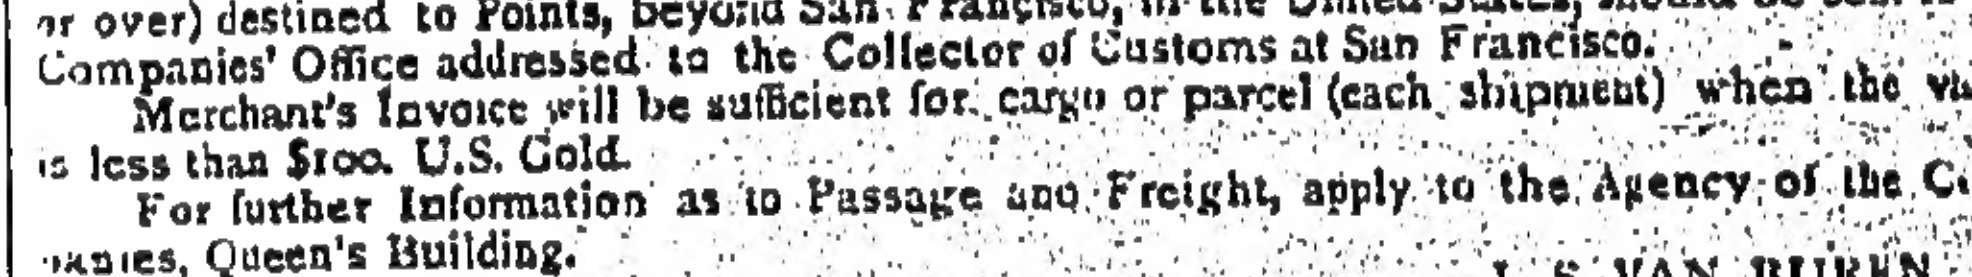 or over) destined to Points, beyond San Francisco, in the United States, should be sent to
Companies' Office addressed to the Collector of Customs at San Francisco.
Merchant's Invoice will be sufficient for cargo or parcel (each shipment) when the
is less than $100. U.S. Gold.
For further Information as to Passage and Freight, apply to the Agency of the
panies, Queen's Building.
J. S. VAN BUREN